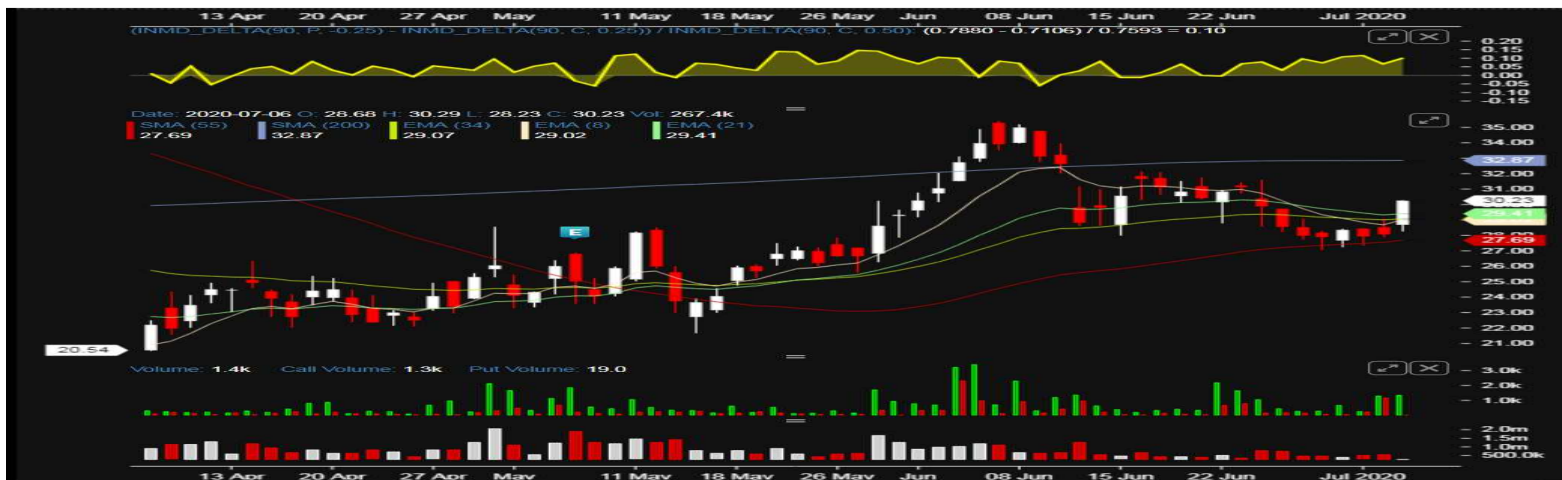 13 Apr 20 Apr 27 Apr May 11 May 18 May 26 May Jun 08 Jun 15 Jun 22 Jun Jul 2020
(INMD_DELTA(90, P, -0.25) - INMD_DELTA(90, C, 0.25)) / INMD_DELTA(90, C, 0.50): (0.7880 - 0.7106) / 0.7593 = 0.10
0.20
0.15
0.10
0.05
0.00
-0.05
-0.10
-0.15
Date: 2020-07-06 O: 28.68 H: 30.29 L: 28.23 C: 30.23 Vol: 267.4k
SMA (55) SMA (200) EMA (34) EMA (8) EMA (21)
27.69 32.87 29.07 29.02 29.41
35.00
34.00
32.87
32.00
31.00
30.23
29.41
28.00
27.69
27.00
26.00
25.00
24.00
23.00
22.00
21.00
E
20.54
Volume: 1.4k Call Volume: 1.3k Put Volume: 19.0
3.0k
2.0k
1.0k
2.0m
1.5m
1.0m
500.0k
13 Apr 20 Apr 27 Apr May 11 May 18 May 26 May Jun 08 Jun 15 Jun 22 Jun Jul 2020